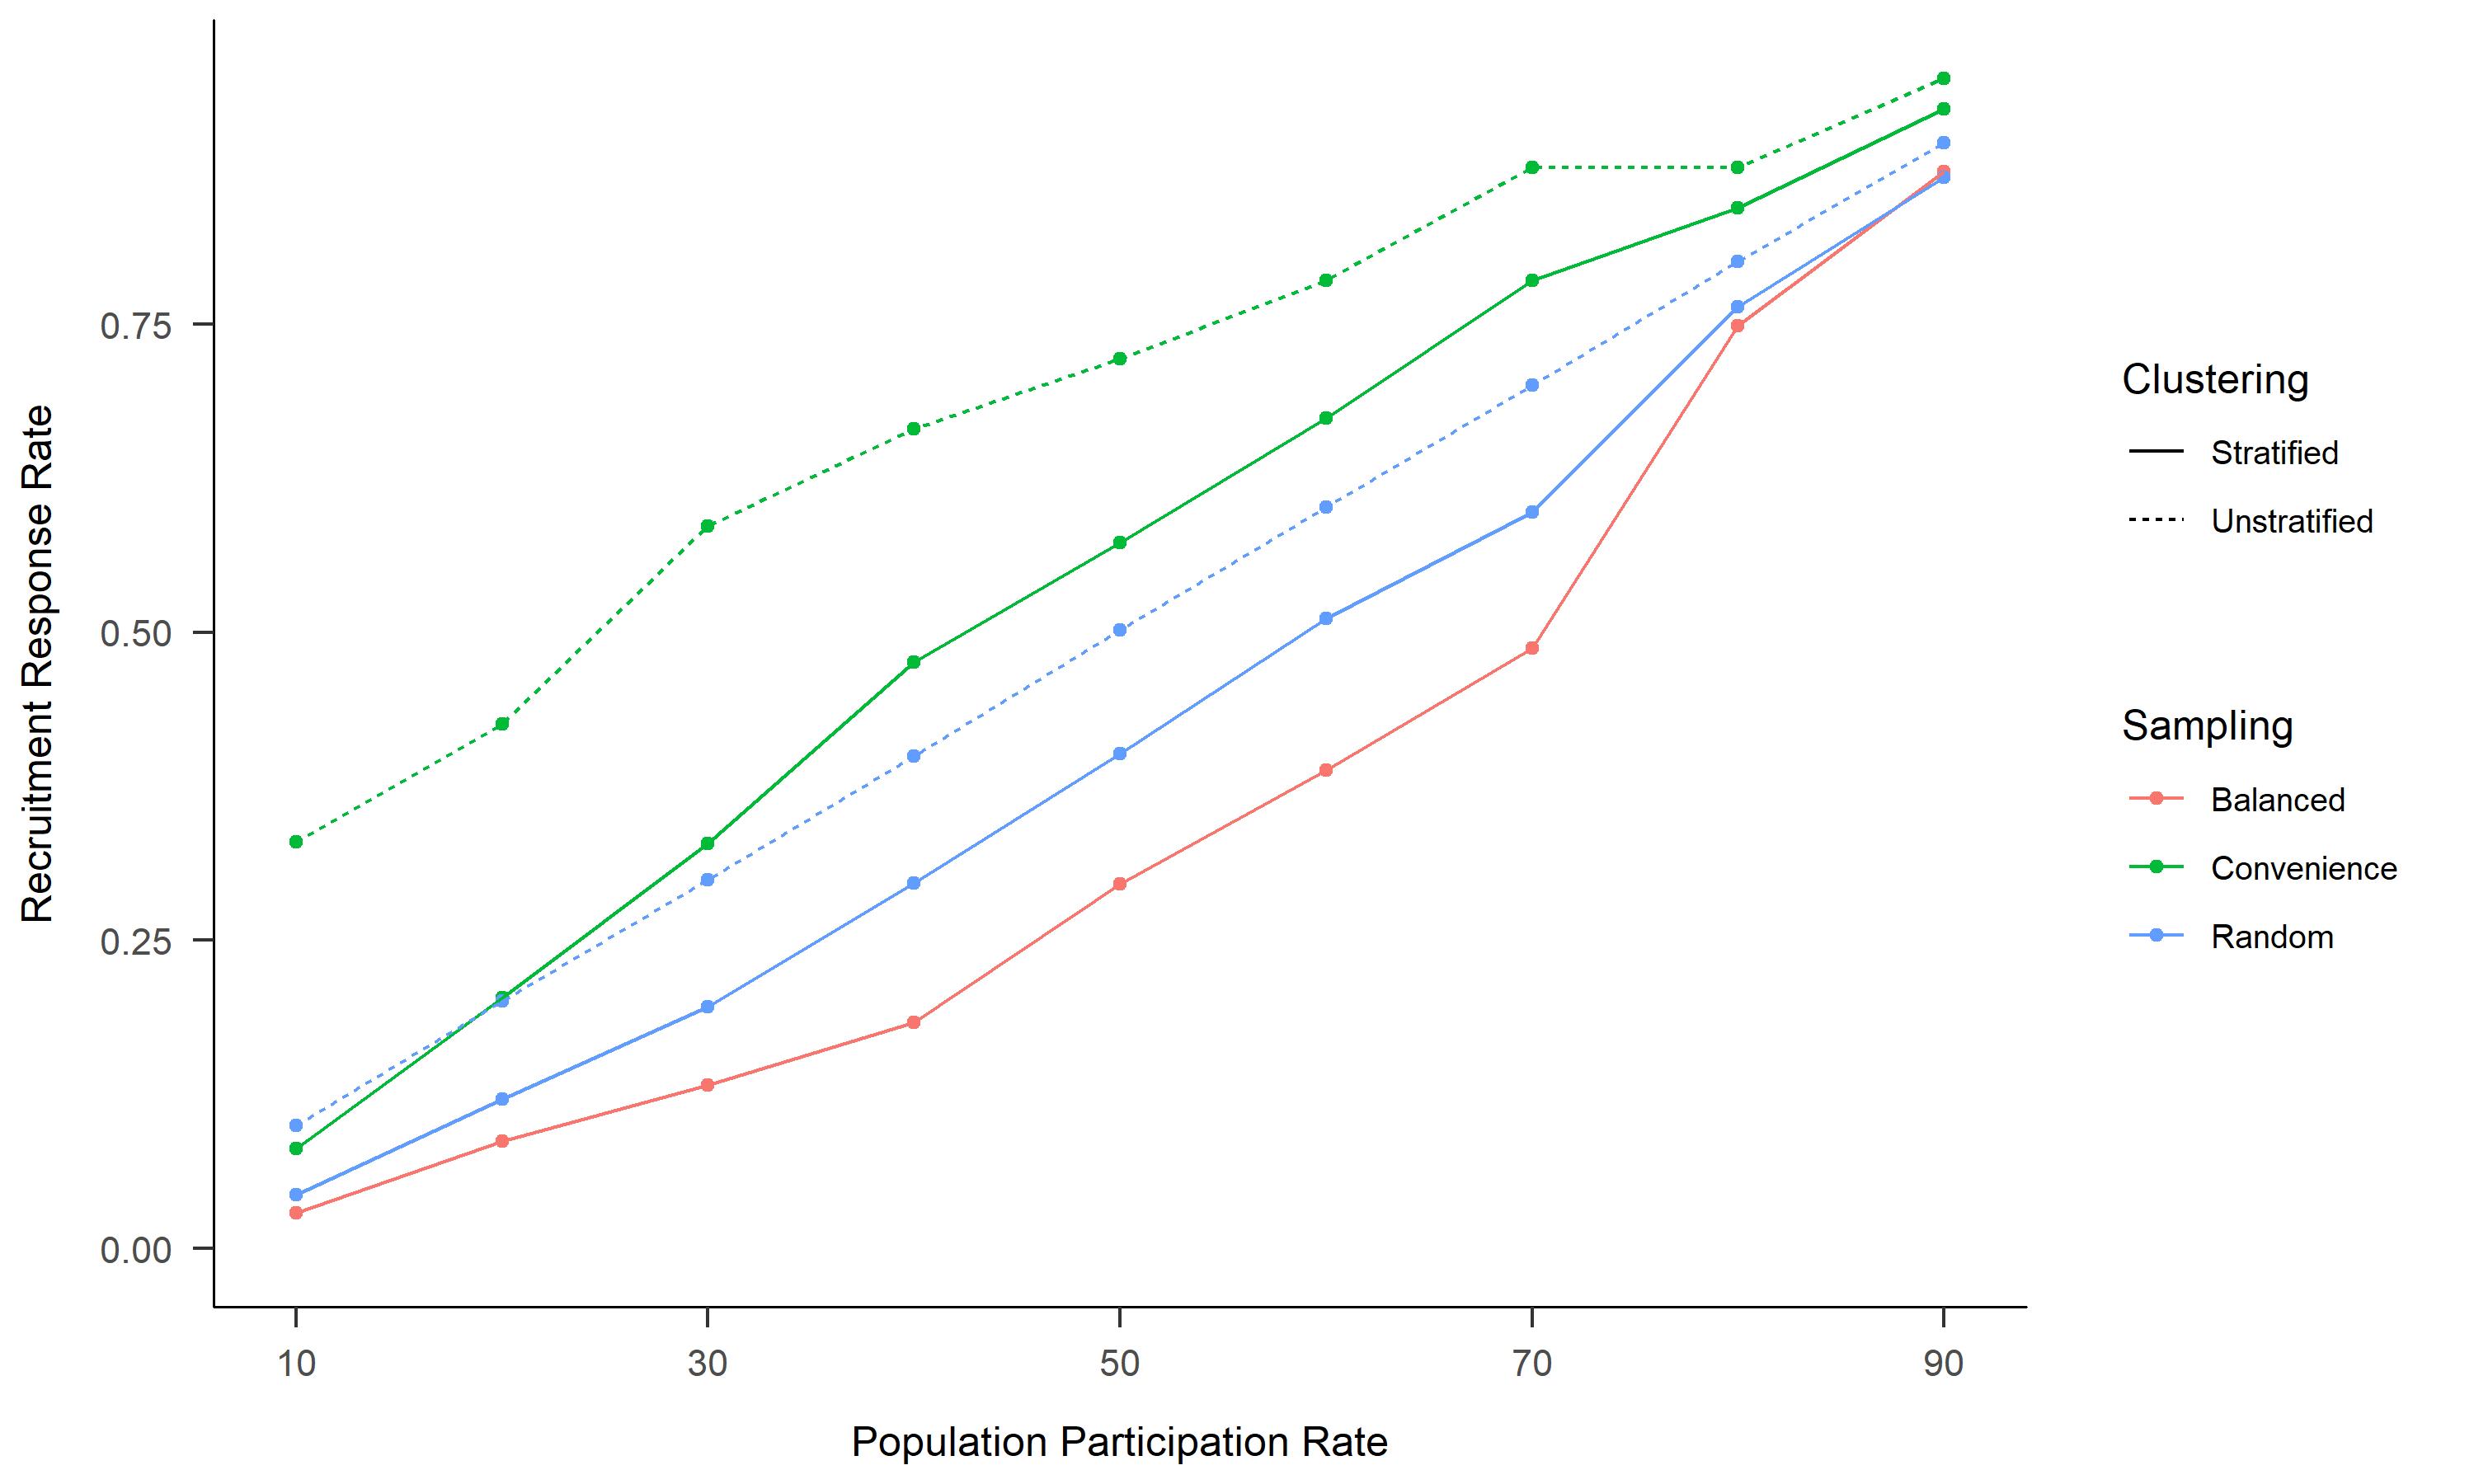 Recruitment Response Rate
0.75
0.50
0.25
0.00
10
30
50
70
90
Population Participation Rate
Clustering
Stratified
Unstratified
Sampling
Balanced
Convenience
Random